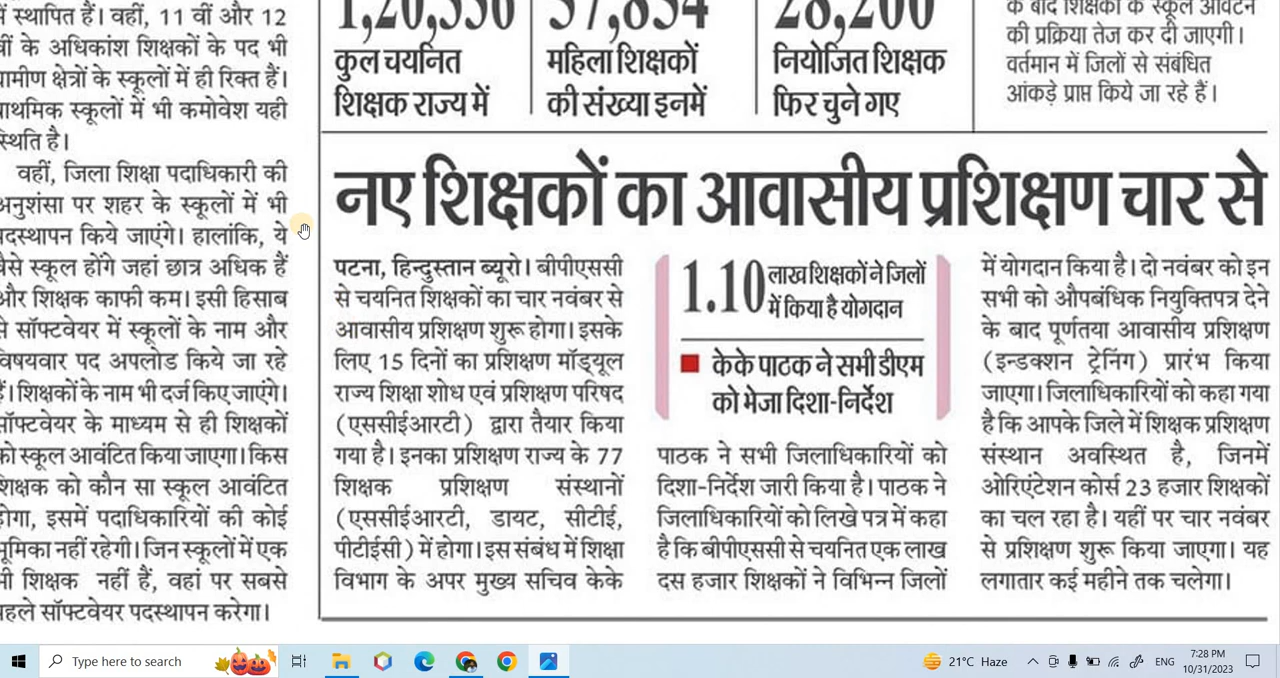 में स्थापित हैं। वहीं, 11 वीं और 12
वीं के अधिकांश शिक्षकों के पद भी
ग्रामीण क्षेत्रों के स्कूलों में ही रिक्त हैं।
प्राथमिक स्कूलों में भी कमोवेश यही
स्थिति है।
वहीं, जिला शिक्षा पदाधिकारी की
अनुशंसा पर शहर के स्कूलों में भी
पदस्थापन किये जाएंगे। हालांकि, ये
वैसे स्कूल होंगे जहां छात्र अधिक हैं
और शिक्षक काफी कम। इसी हिसाब
से सॉफ्टवेयर में स्कूलों के नाम और
विषयवार पद अपलोड किये जा रहे
हैं। शिक्षकों के नाम भी दर्ज किए जाएंगे।
सॉफ्टवेयर के माध्यम से ही शिक्षकों
को स्कूल आवंटित किया जाएगा। किस
शिक्षक को कौन सा स्कूल आवंटित
होगा, इसमें पदाधिकारियों की कोई
भूमिका नहीं रहेगी। जिन स्कूलों में एक
भी शिक्षक नहीं हैं, वहां पर सबसे
पहले सॉफ्टवेयर पदस्थापन करेगा।
1,20,336
कुल चयनित
शिक्षक राज्य में
57,854
महिला शिक्षकों
की संख्या इनमें
28,200
नियोजित शिक्षक
फिर चुने गए
के बाद शिक्षकों के स्कूल आवंटन
की प्रक्रिया तेज कर दी जाएगी।
वर्तमान में जिलों से संबंधित
आंकड़े प्राप्त किये जा रहे हैं।
नए शिक्षकों का आवासीय प्रशिक्षण चार से
पटना, हिन्दुस्तान ब्यूरो। बीपीएससी
से चयनित शिक्षकों का चार नवंबर से
आवासीय प्रशिक्षण शुरू होगा। इसके
लिए 15 दिनों का प्रशिक्षण मॉड्यूल
राज्य शिक्षा शोध एवं प्रशिक्षण परिषद
(एससीईआरटी) द्वारा तैयार किया
गया है। इनका प्रशिक्षण राज्य के 77
शिक्षक प्रशिक्षण संस्थानों
(एससीईआरटी, डायट, सीटीई,
पीटीईसी) में होगा। इस संबंध में शिक्षा
विभाग के अपर मुख्य सचिव केके
1.10 लाख शिक्षकों ने जिलों
में किया है योगदान
केके पाठक ने सभी डीएम
को भेजा दिशा-निर्देश
पाठक ने सभी जिलाधिकारियों को
दिशा-निर्देश जारी किया है। पाठक ने
जिलाधिकारियों को लिखे पत्र में कहा
है कि बीपीएससी से चयनित एक लाख
दस हजार शिक्षकों ने विभिन्न जिलों
में योगदान किया है। दो नवंबर को इन
सभी को औपबंधिक नियुक्तिपत्र देने
के बाद पूर्णतया आवासीय प्रशिक्षण
(इन्डक्शन ट्रेनिंग) प्रारंभ किया
जाएगा। जिलाधिकारियों को कहा गया
है कि आपके जिले में शिक्षक प्रशिक्षण
संस्थान अवस्थित है, जिनमें
ओरिएंटेशन कोर्स 23 हजार शिक्षकों
का चल रहा है। यहीं पर चार नवंबर
से प्रशिक्षण शुरू किया जाएगा। यह
लगातार कई महीने तक चलेगा।
Type here to search
21°C Haze
ENG
7:28 PM
10/31/2023